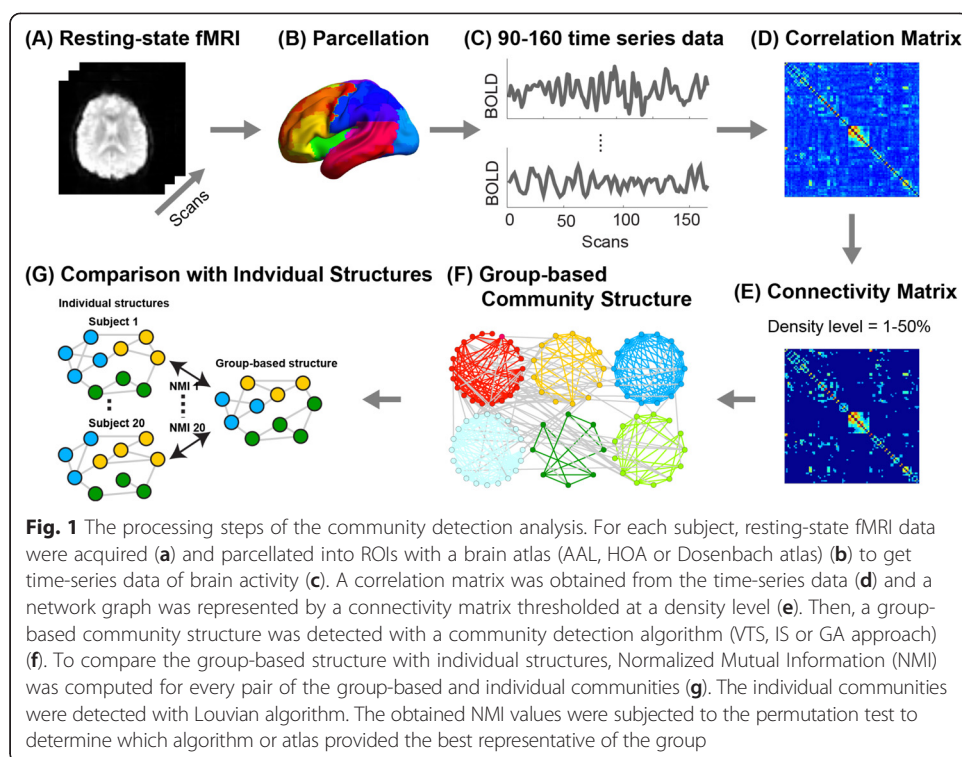 (A) Resting-state fMRI
(B) Parcellation
(C) 90-160 time series data
(D) Correlation Matrix
Scans
BOLD
BOLD
0 50 100 150
Scans
(G) Comparison with Indvidual Structures
(F) Group-based
Community Structure
(E) Connectivity Matrix
Density level = 1-50%
Individual structures
Subject 1
Group-based structure
NMI 1
NMI 20
Subject 20
Fig. 1 The processing steps of the community detection analysis. For each subject, resting-state fMRI data
were acquired (a) and parcellated into ROIs with a brain atlas (AAL, HOA or Dosenbach atlas) (b) to get
time-series data of brain activity (c). A correlation matrix was obtained from the time-series data (d) and a
network graph was represented by a connectivity matrix thresholded at a density level (e). Then, a group-
based community structure was detected with a community detection algorithm (VTS, IS or GA approach)
(f). To compare the group-based structure with individual structures, Normalized Mutual Information (NMI)
was computed for every pair of the group-based and individual communities (g). The individual communities
were detected with Louvian algorithm. The obtained NMI values were subjected to the permutation test to
determine which algorithm or atlas provided the best representative of the group